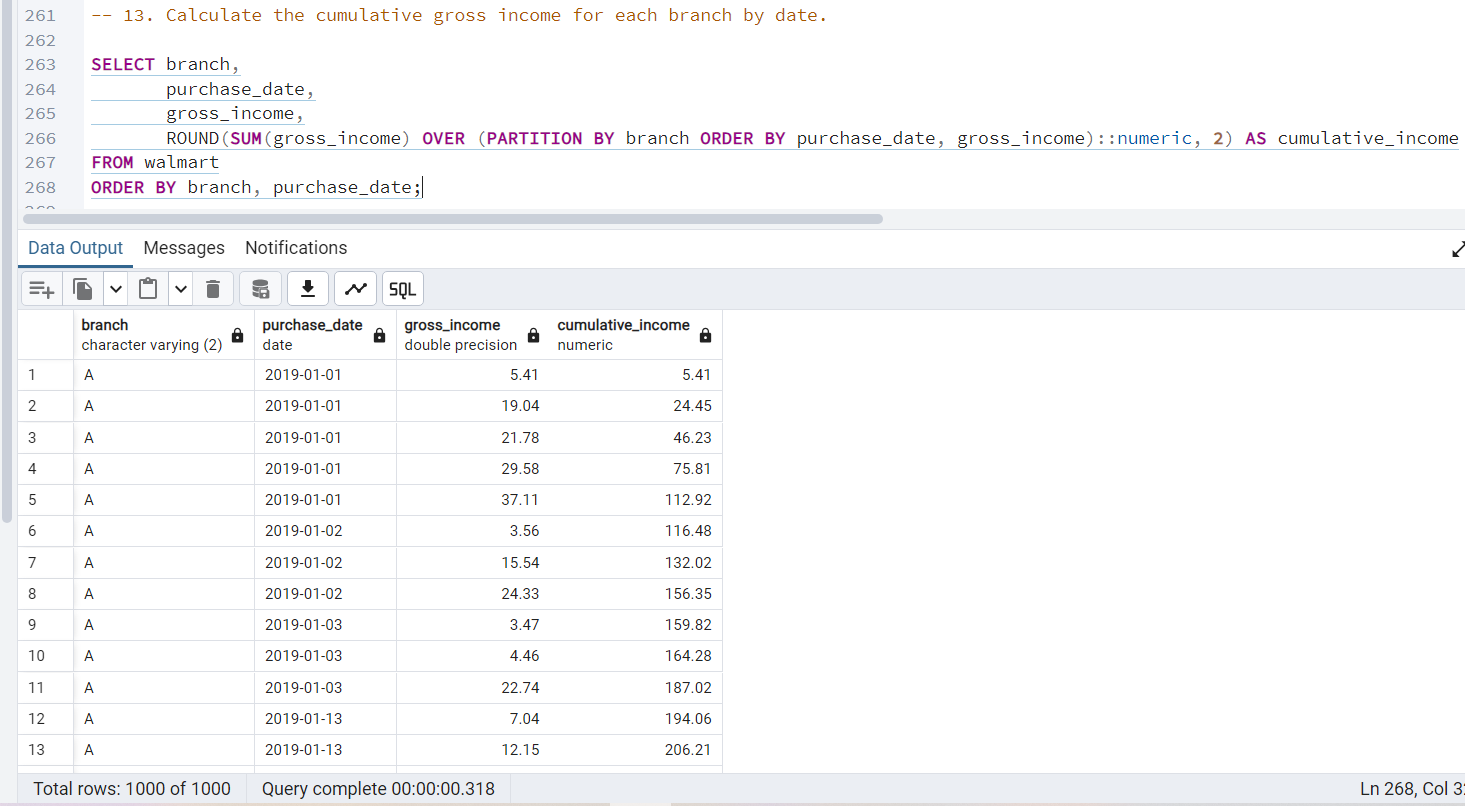 261 -- 13. Calculate the cumulative gross income for each branch by date.
262
263 SELECT branch,
264 purchase_date,
265 gross_income,
266 ROUND(SUM(gross_income) OVER (PARTITION BY branch ORDER BY purchase_date, gross_income)::numeric, 2) AS cumulative_income
267 FROM walmart
268 ORDER BY branch, purchase_date;
Data Output Messages Notifications
SQL
branch purchase_date gross_income cumulative_income
character varying (2) date double precision numeric
1 A 2019-01-01 5.41 5.41
2 A 2019-01-01 19.04 24.45
3 A 2019-01-01 21.78 46.23
4 A 2019-01-01 29.58 75.81
5 A 2019-01-01 37.11 112.92
6 A 2019-01-02 3.56 116.48
7 A 2019-01-02 15.54 132.02
8 A 2019-01-02 24.33 156.35
9 A 2019-01-03 3.47 159.82
10 A 2019-01-03 4.46 164.28
11 A 2019-01-03 22.74 187.02
12 A 2019-01-13 7.04 194.06
13 A 2019-01-13 12.15 206.21
Total rows: 1000 of 1000 Query complete 00:00:00.318 Ln 268, Col